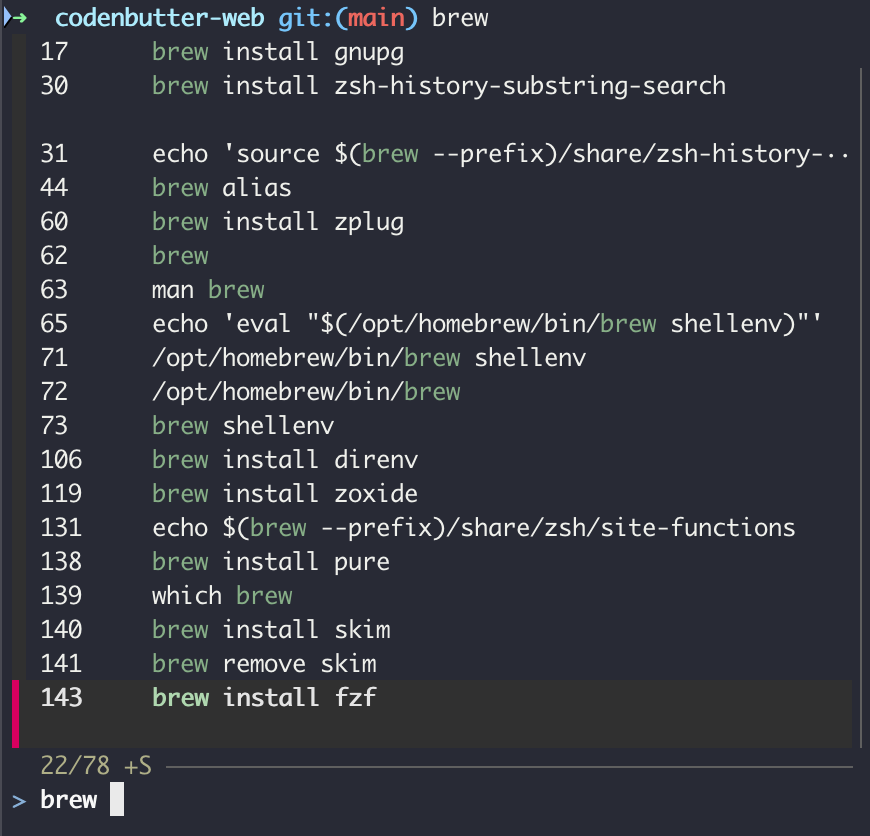 ➜ codenbutter-web git:(main) brew
17 brew install gnupg
30 brew install zsh-history-substring-search
31 echo 'source $(brew --prefix)/share/zsh-history-··
44 brew alias
60 brew install zplug
62 brew
63 man brew
65 echo 'eval "$(/opt/homebrew/bin/brew shellenv)"'
71 /opt/homebrew/bin/brew shellenv
72 /opt/homebrew/bin/brew
73 brew shellenv
106 brew install direnv
119 brew install zoxide
131 echo $(brew --prefix)/share/zsh/site-functions
138 brew install pure
139 which brew
140 brew install skim
141 brew remove skim
143 brew install fzf
22/78 +S
> brew